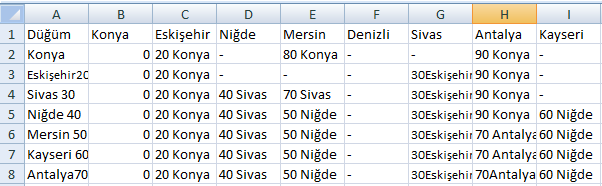 A B C D E F G H I
1 Düğüm Konya Eskişehir Niğde Mersin Denizli Sivas Antalya Kayseri
2 Konya 0 20 Konya - 80 Konya - - 90 Konya -
3 Eskişehir20 0 20 Konya - - - 30Eskişehir 90 Konya -
4 Sivas 30 0 20 Konya 40 Sivas 70 Sivas - 30Eskişehir 90 Konya -
5 Niğde 40 0 20 Konya 40 Sivas 50 Niğde - 30Eskişehir 90 Konya 60 Niğde
6 Mersin 50 0 20 Konya 40 Sivas 50 Niğde - 30Eskişehir 70 Antalya 60 Niğde
7 Kayseri 60 0 20 Konya 40 Sivas 50 Niğde - 30Eskişehir 70 Antalya 60 Niğde
8 Antalya70 0 20 Konya 40 Sivas 50 Niğde - 30Eskişehir 70Antalya 60 Niğde